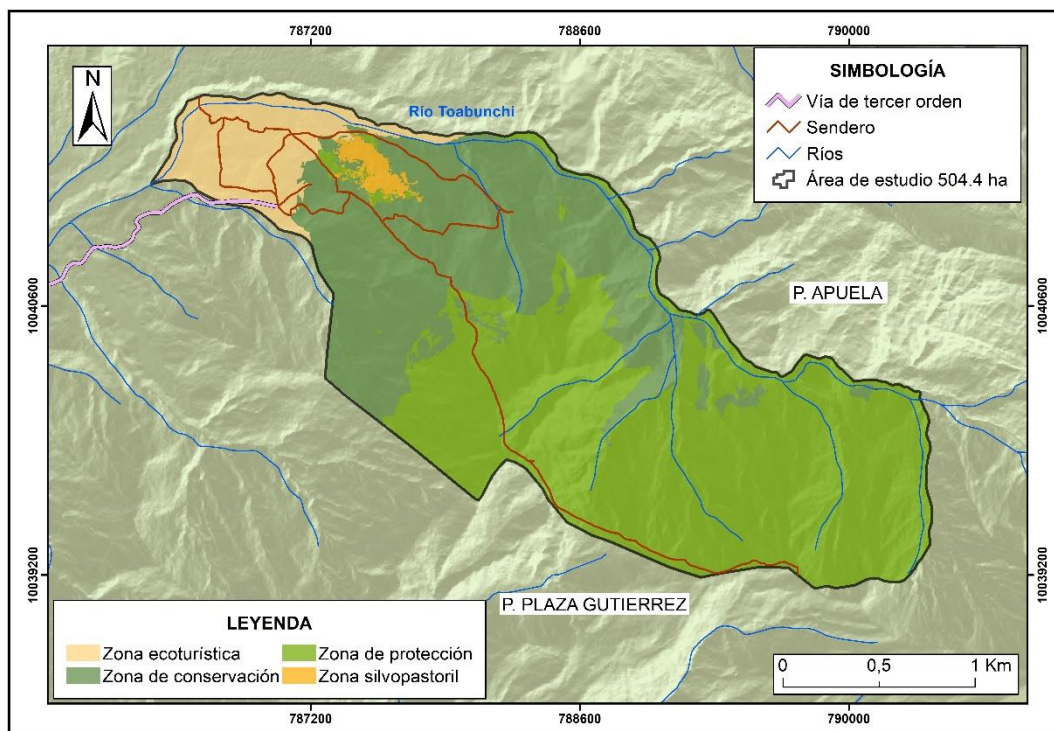 787200 788600 790000
N
SIMBOLOGÍA
Vía de tercer orden
Sendero
Ríos
Área de estudio 504.4 ha
Río Toabunchi
10040600 10040600
P. APUELA
10039200 10039200
P. PLAZA GUTIERREZ
LEYENDA
Zona ecoturística Zona de protección
Zona de conservación Zona silvopastoril
0 0,5 1 Km
787200 788600 790000